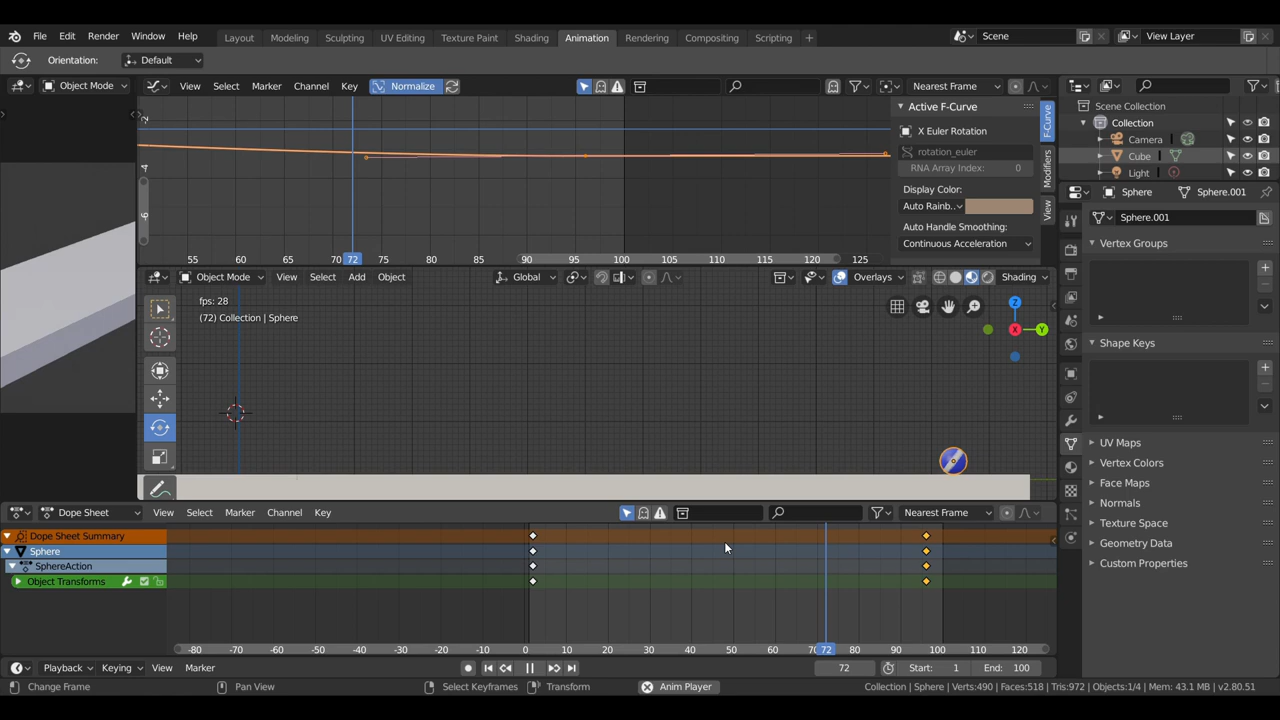 File Edit Render Window Help Layout Modeling Sculpting UV Editing Texture Paint Shading Animation Rendering Compositing Scripting + Scene View Layer
Orientation: Default
Object Mode View Select Marker Channel Key Normalize Nearest Frame
Active F-Curve
X Euler Rotation
rotation_euler
RNA Array Index: 0
Display Color:
Auto Rainb..
Auto Handle Smoothing:
Continuous Acceleration
F-Curve
Modifiers
View
-2
-4
-6
55 60 65 70 72 75 80 85 90 95 100 105 110 115 120 125
Scene Collection
Collection
Camera
Cube
Light
Sphere Sphere.001
Sphere.001
Vertex Groups
Shape Keys
UV Maps
Vertex Colors
Face Maps
Normals
Texture Space
Geometry Data
Custom Properties
Object Mode View Select Add Object Global Overlays Shading
fps: 28
(72) Collection | Sphere
Z
X
Y
Dope Sheet View Select Marker Channel Key Nearest Frame
Dope Sheet Summary
Sphere
SphereAction
Object Transforms
-80 -70 -60 -50 -40 -30 -20 -10 0 10 20 30 40 50 60 72 80 90 100 110 120
Playback Keying View Marker 72 Start: 1 End: 100
Change Frame Pan View Select Keyframes Transform Anim Player Collection | Sphere | Verts:490 | Faces:518 | Tris:972 | Objects:1/4 | Mem: 43.1 MB | v2.80.51